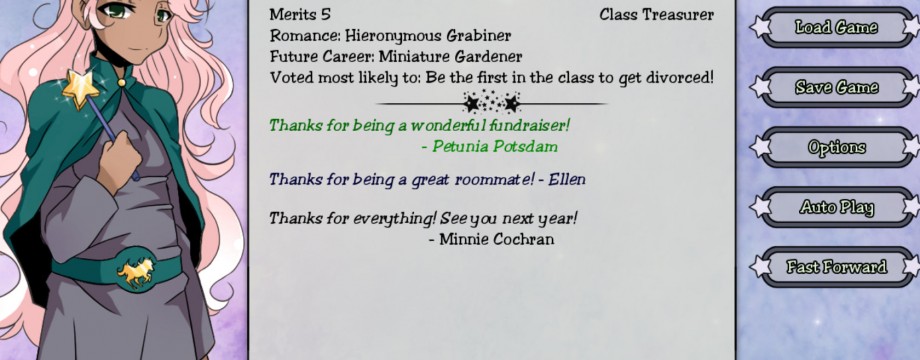 Merits 5 Class Treasurer
Romance: Hieronymous Grabiner
Future Career: Miniature Gardener
Voted most likely to: Be the first in the class to get divorced!
Thanks for being a wonderful fundraiser!
- Petunia Potsdam
Thanks for being a great roommate! - Ellen
Thanks for everything! See you next year!
- Minnie Cochran
Load Game
Save Game
Options
Auto Play
Fast Forward